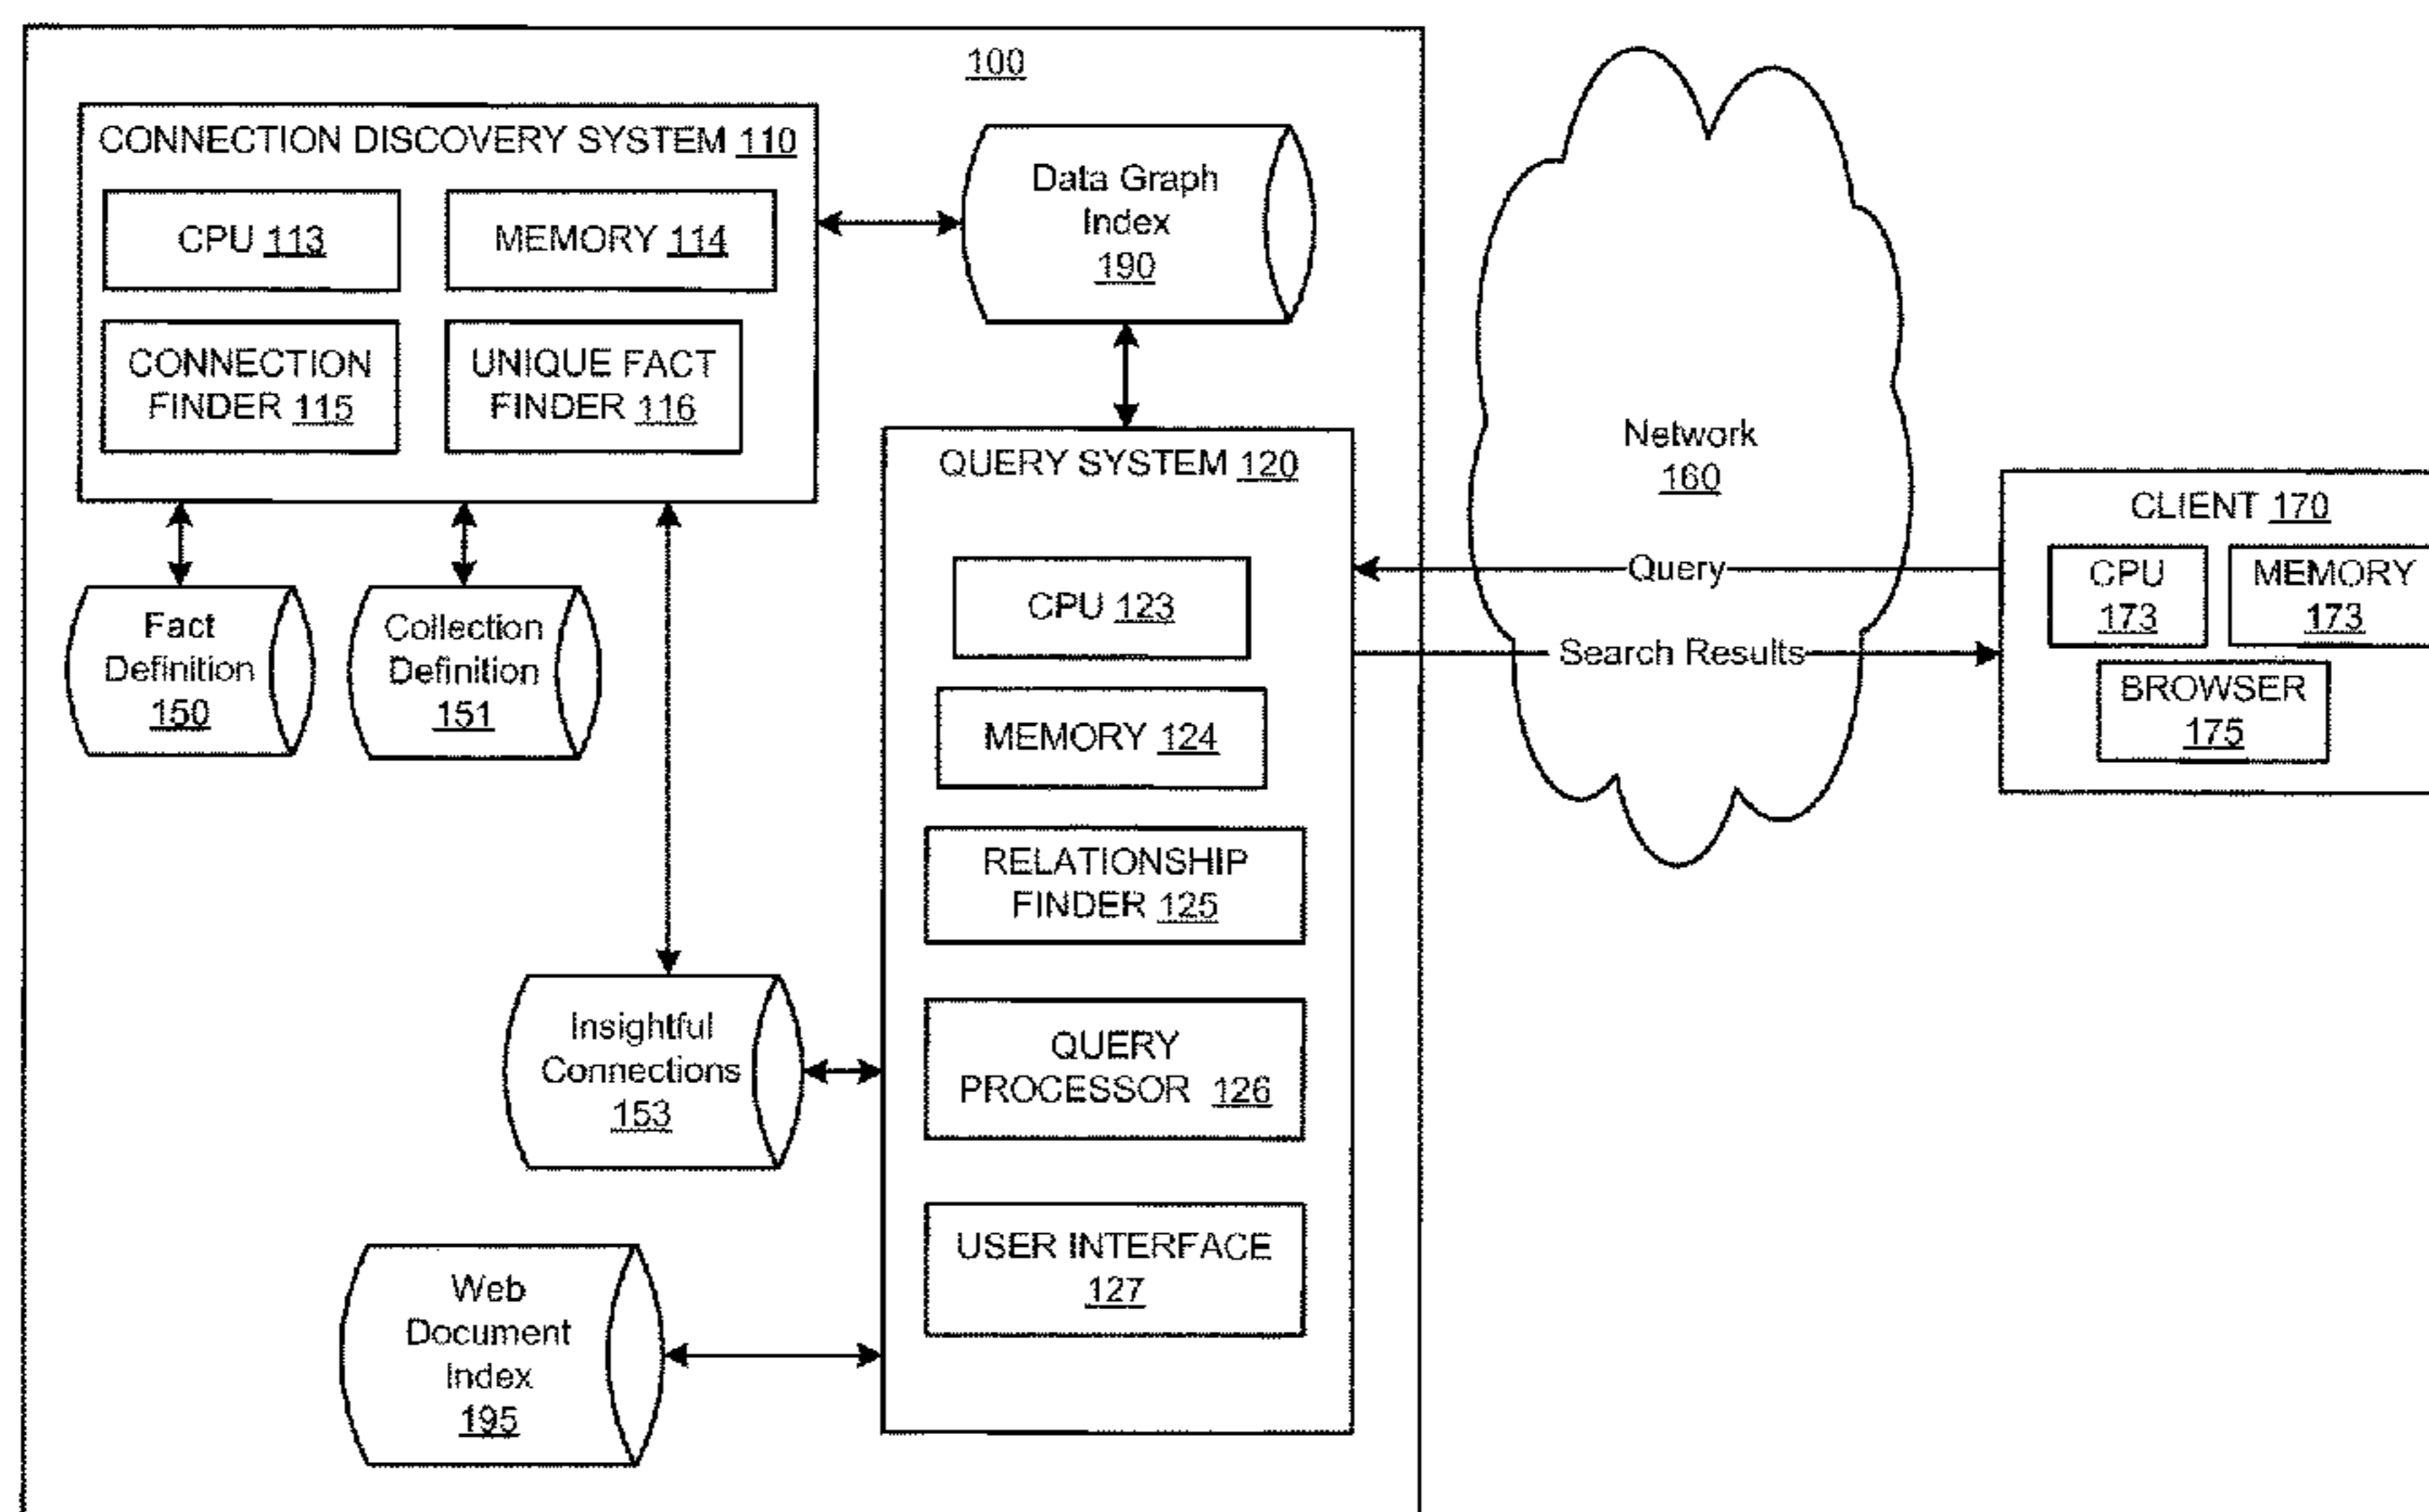 100
CONNECTION DISCOVERY SYSTEM 110
CPU 113
MEMORY 114
CONNECTION
FINDER 115
UNIQUE FACT
FINDER 116
Data Graph
Index
190
Fact
Definition
150
Collection
Definition
151
Insightful
Connections
153
Web
Document
Index
195
QUERY SYSTEM 120
CPU 123
MEMORY 124
RELATIONSHIP
FINDER 125
QUERY
PROCESSOR 126
USER INTERFACE
127
Network
160
Query
Search Results
CLIENT 170
CPU
173
MEMORY
173
BROWSER
175